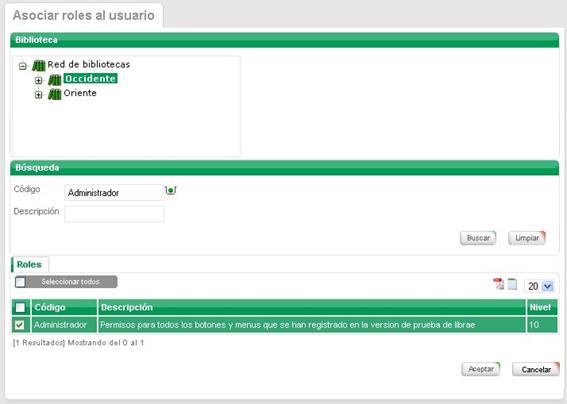 Asociar roles al usuario
Biblioteca
Red de bibliotecas
Occidente
Oriente
Búsqueda
Código Administrador
Descripción
Buscar Limpiar
Roles
Seleccionar todos 20
Código Descripción Nivel
Administrador Permisos para todos los botones y menus que se han registrado en la version de prueba de librae 10
[1 Resultados] Mostrando del 0 al 1
Aceptar Cancelar